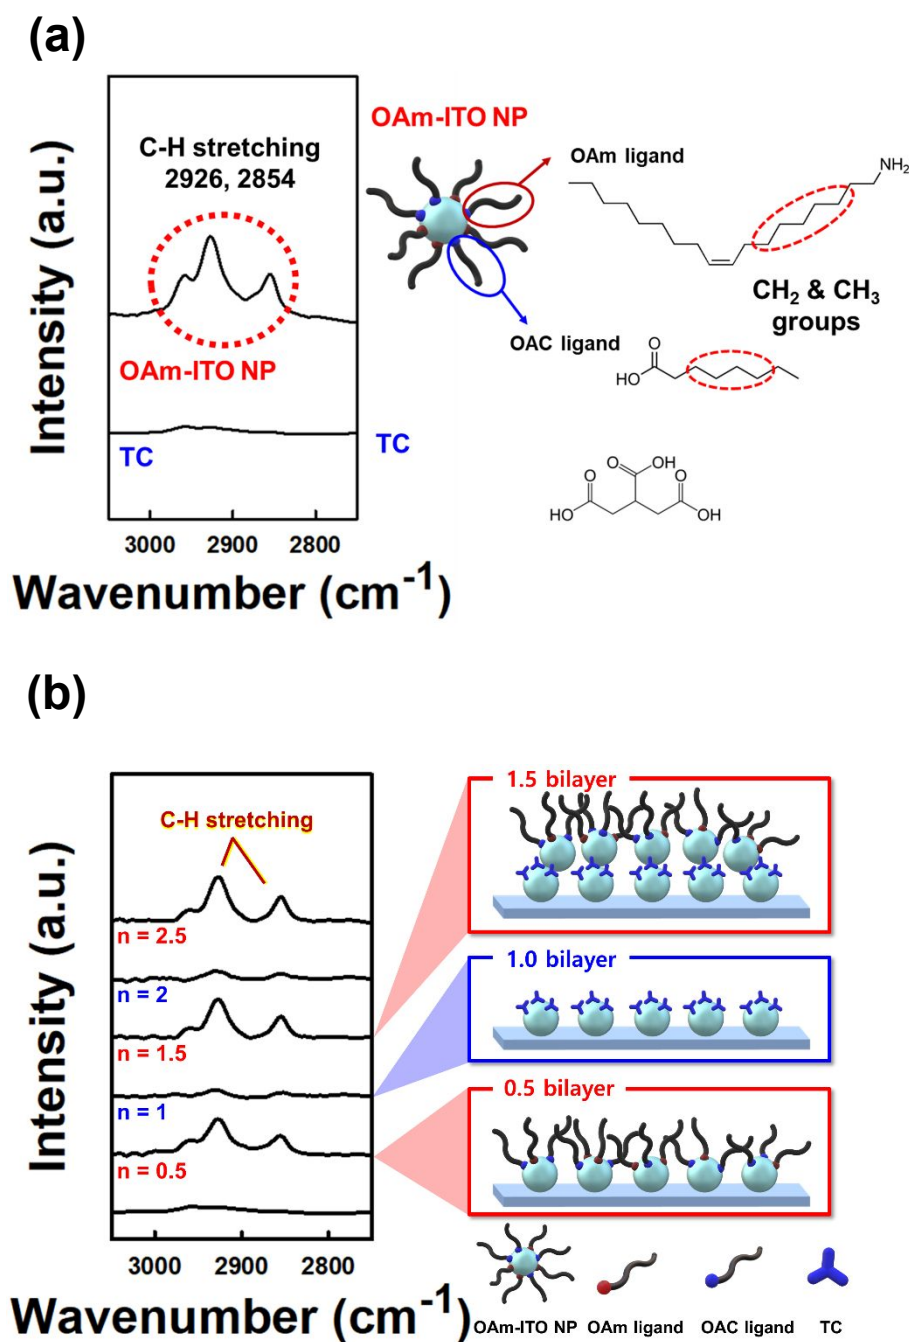 (a)
Intensity (a.u.)
C-H stretching
2926, 2854
OAm-ITO NP
TC
3000 2900 2800
Wavenumber (cm⁻¹)
OAm-ITO NP
OAm ligand
NH₂
CH₂ & CH₃
groups
OAC ligand
O
HO
TC
O OH O
O
HO OH
(b)
Intensity (a.u.)
C-H stretching
n = 2.5
n = 2
n = 1.5
n = 1
n = 0.5
3000 2900 2800
Wavenumber (cm⁻¹)
1.5 bilayer
1.0 bilayer
0.5 bilayer
OAm-ITO NP OAm ligand OAC ligand TC